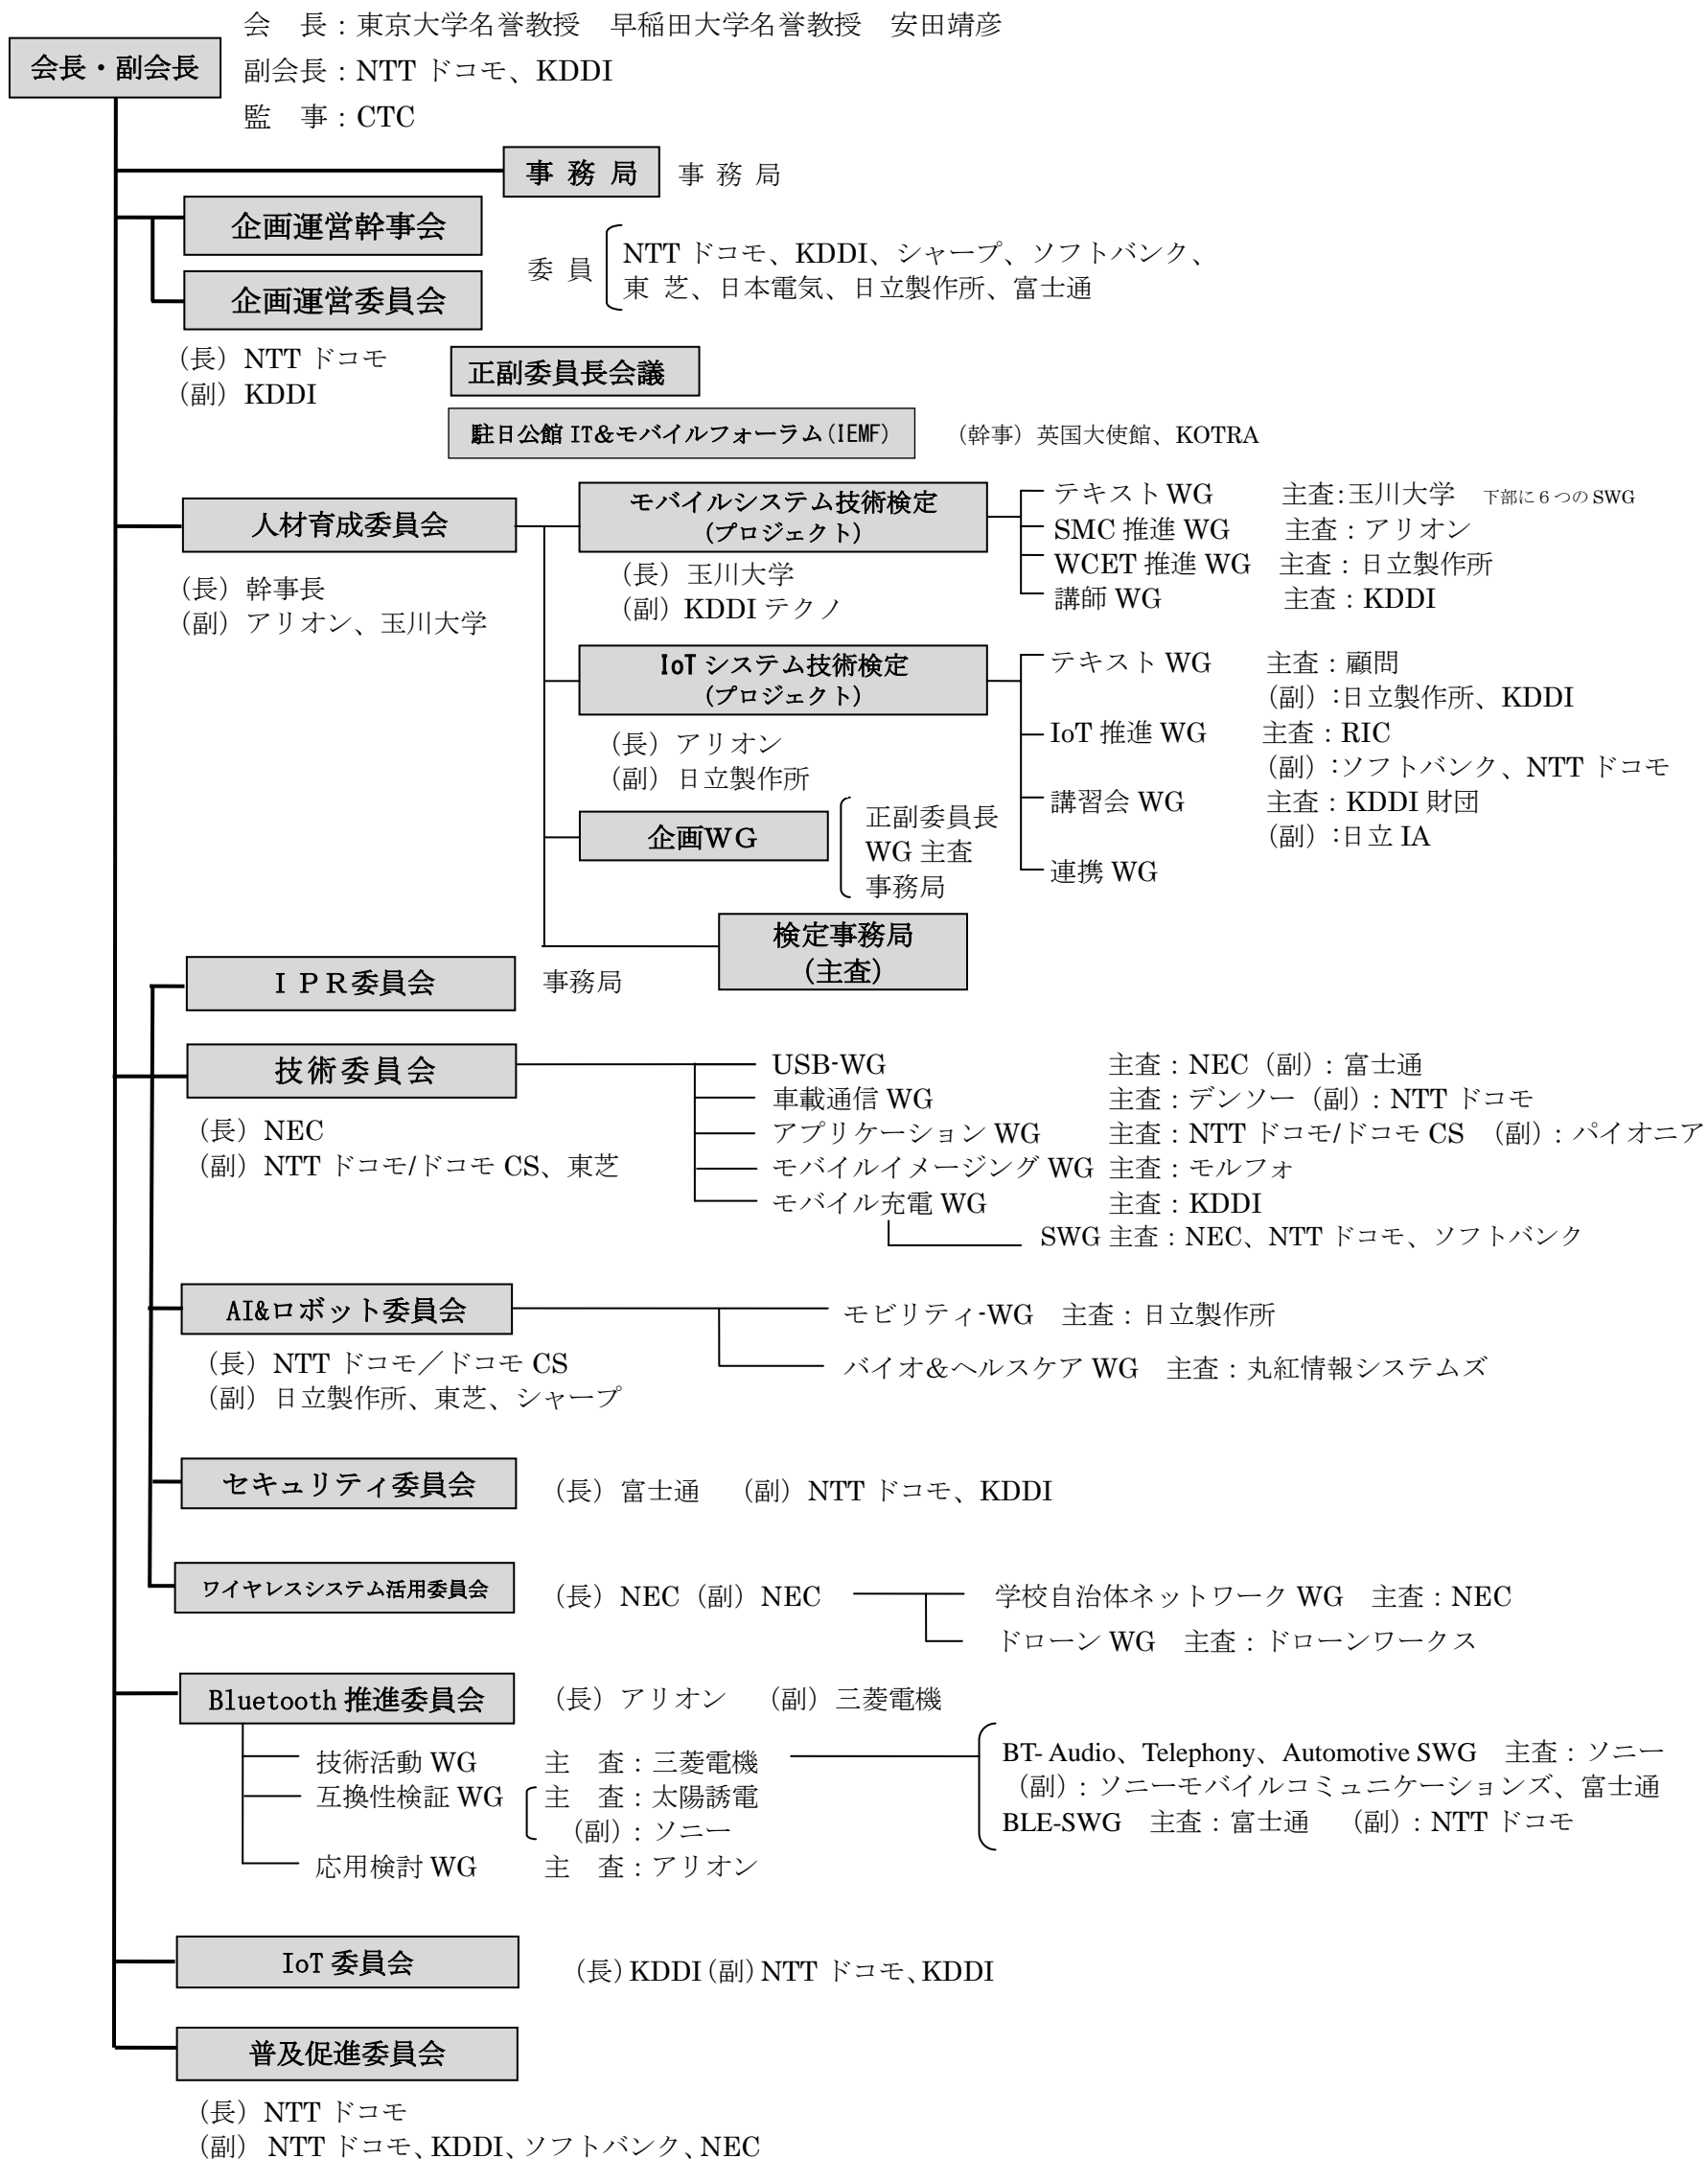 会　長：東京大学名誉教授　早稲田大学名誉教授　安田靖彦
会長・副会長
副会長：NTT ドコモ、KDDI
監　事：CTC
事 務 局　事 務 局
企画運営幹事会
委 員　NTT ドコモ、KDDI、シャープ、ソフトバンク、
東 芝、日本電気、日立製作所、富士通
企画運営委員会
（長）NTT ドコモ
（副）KDDI
正副委員長会議
駐日公館 IT&モバイルフォーラム(IEMF)　（幹事）英国大使館、KOTRA
人材育成委員会
（長）幹事長
（副）アリオン、玉川大学
モバイルシステム技術検定
(プロジェクト)
（長）玉川大学
（副）KDDI テクノ
テキスト WG　主査：玉川大学　下部に６つの SWG
SMC 推進 WG　主査：アリオン
WCET 推進 WG　主査：日立製作所
講師 WG　主査：KDDI
IoT システム技術検定
(プロジェクト)
（長）アリオン
（副）日立製作所
テキスト WG　主査：顧問
（副）：日立製作所、KDDI
IoT 推進 WG　主査：RIC
（副）：ソフトバンク、NTT ドコモ
講習会 WG　主査：KDDI 財団
（副）：日立 IA
連携 WG
企画ＷＧ
正副委員長
WG 主査
事務局
検定事務局
(主査)
ＩＰＲ委員会　事務局
技術委員会
（長）NEC
（副）NTT ドコモ/ドコモ CS、東芝
USB-WG　主査：NEC（副）：富士通
車載通信 WG　主査：デンソー（副）：NTT ドコモ
アプリケーション WG　主査：NTT ドコモ/ドコモ CS　（副）：パイオニア
モバイルイメージング WG　主査：モルフォ
モバイル充電 WG　主査：KDDI
SWG 主査：NEC、NTT ドコモ、ソフトバンク
AI&ロボット委員会
（長）NTT ドコモ／ドコモ CS
（副）日立製作所、東芝、シャープ
モビリティ-WG　主査：日立製作所
バイオ＆ヘルスケア WG　主査：丸紅情報システムズ
セキュリティ委員会　（長）富士通　（副）NTT ドコモ、KDDI
ワイヤレスシステム活用委員会　（長）NEC（副）NEC
学校自治体ネットワーク WG　主査：NEC
ドローン WG　主査：ドローンワークス
Bluetooth 推進委員会　（長）アリオン　（副）三菱電機
技術活動 WG　主　査：三菱電機
互換性検証 WG　主　査：太陽誘電
（副）：ソニー
応用検討 WG　主　査：アリオン
BT- Audio、Telephony、Automotive SWG　主査：ソニー
（副）：ソニーモバイルコミュニケーションズ、富士通
BLE-SWG　主査：富士通　（副）：NTT ドコモ
IoT 委員会　（長）KDDI（副）NTT ドコモ、KDDI
普及促進委員会
（長）NTT ドコモ
（副） NTT ドコモ、KDDI、ソフトバンク、NEC